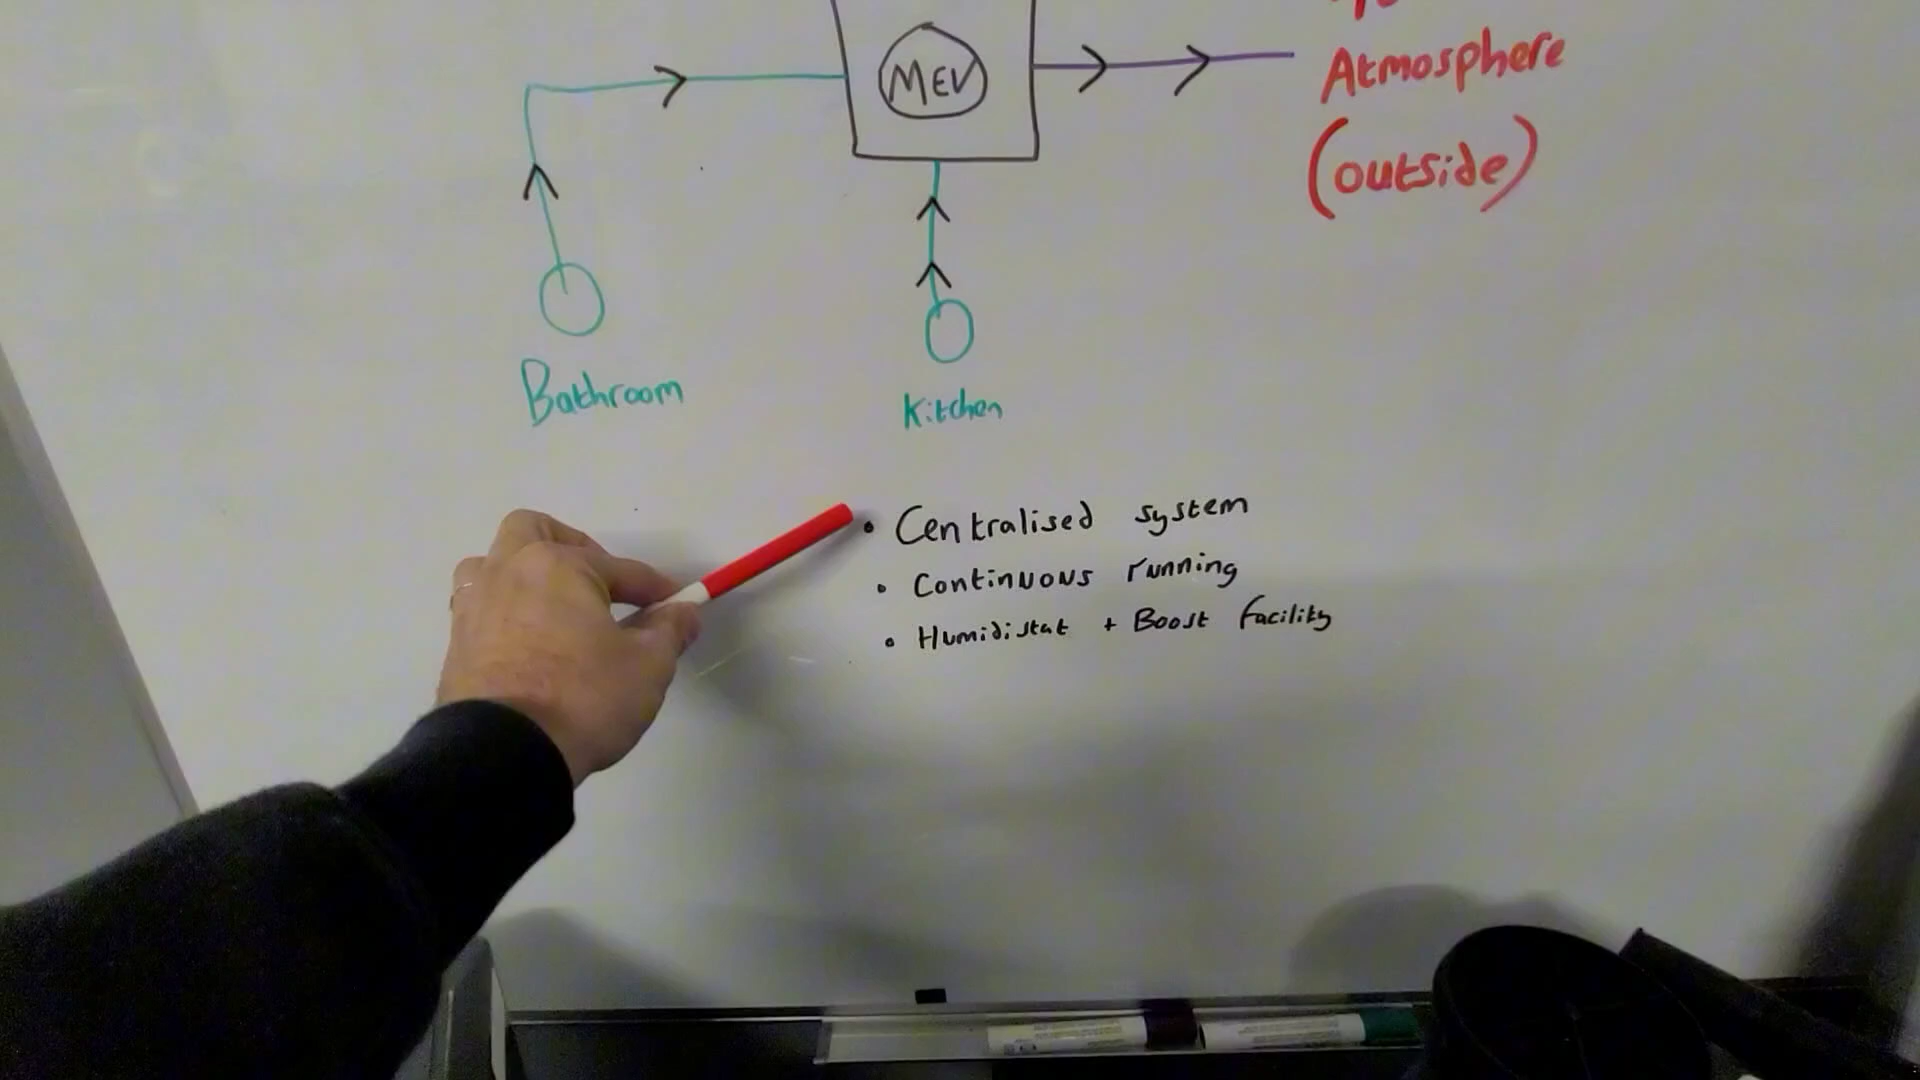 MEV
Atmosphere
(outside)
Bathroom
Kitchen
• Centralised system
• Continuous running
• Humidistat + Boost facility